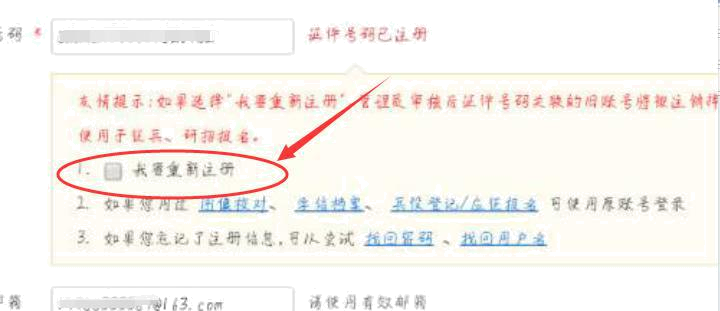 号码 * 证件号码已注册
友情提示:如果选择"我要重新注册" 管理员审核后证件号码关联的旧账号将被注销掉
使用于征兵、研招报名。
1. 我要重新注册
2. 如果您用过 图像校对、 学信档案、 兵役登记/应征报名 可使用原账号登录
3. 如果您忘记了注册信息,可以尝试 找回密码 、找回用户名
邮箱 @163.com 请使用有效邮箱